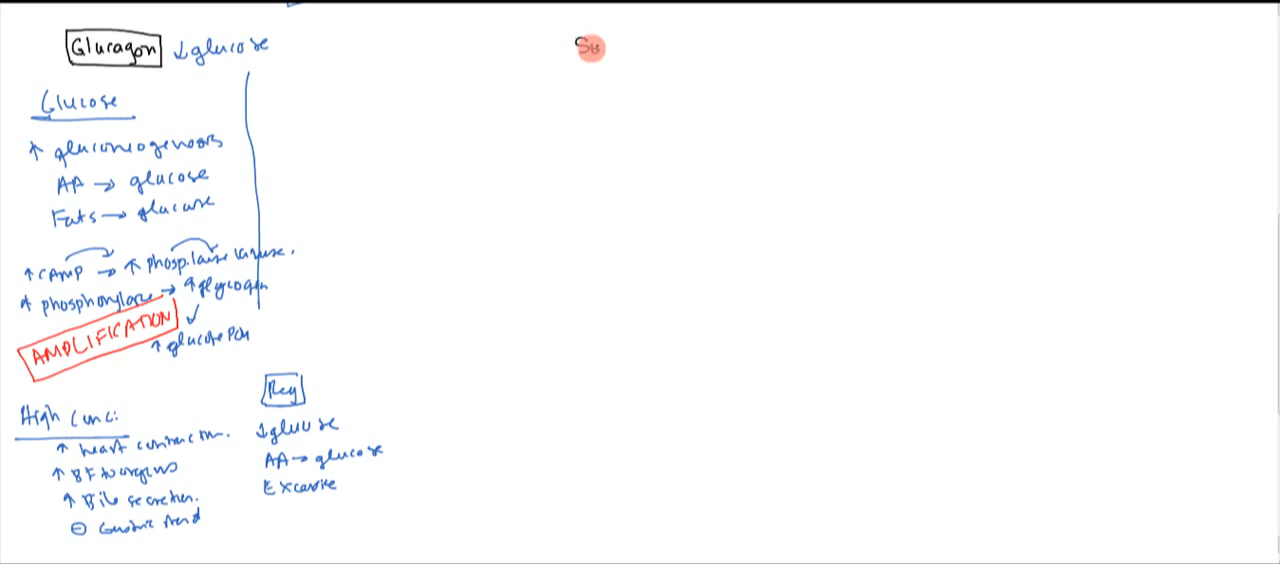 Glucagon ↓glucose
Glucose
↑ gluconeogenesis
AA → glucose
Fats → glucose
↑cAMP → ↑ phosphorylase kinase.
↑ phosphorylase → ↑glycogen
↑ glucose
AMPLIFICATION
High conc:
↑ heart contraction.
↑ BF to organs
↑ Bile secretion.
⊖ Gastric Acid
Reg
↓glucose
AA → glucose
Exercise
Su